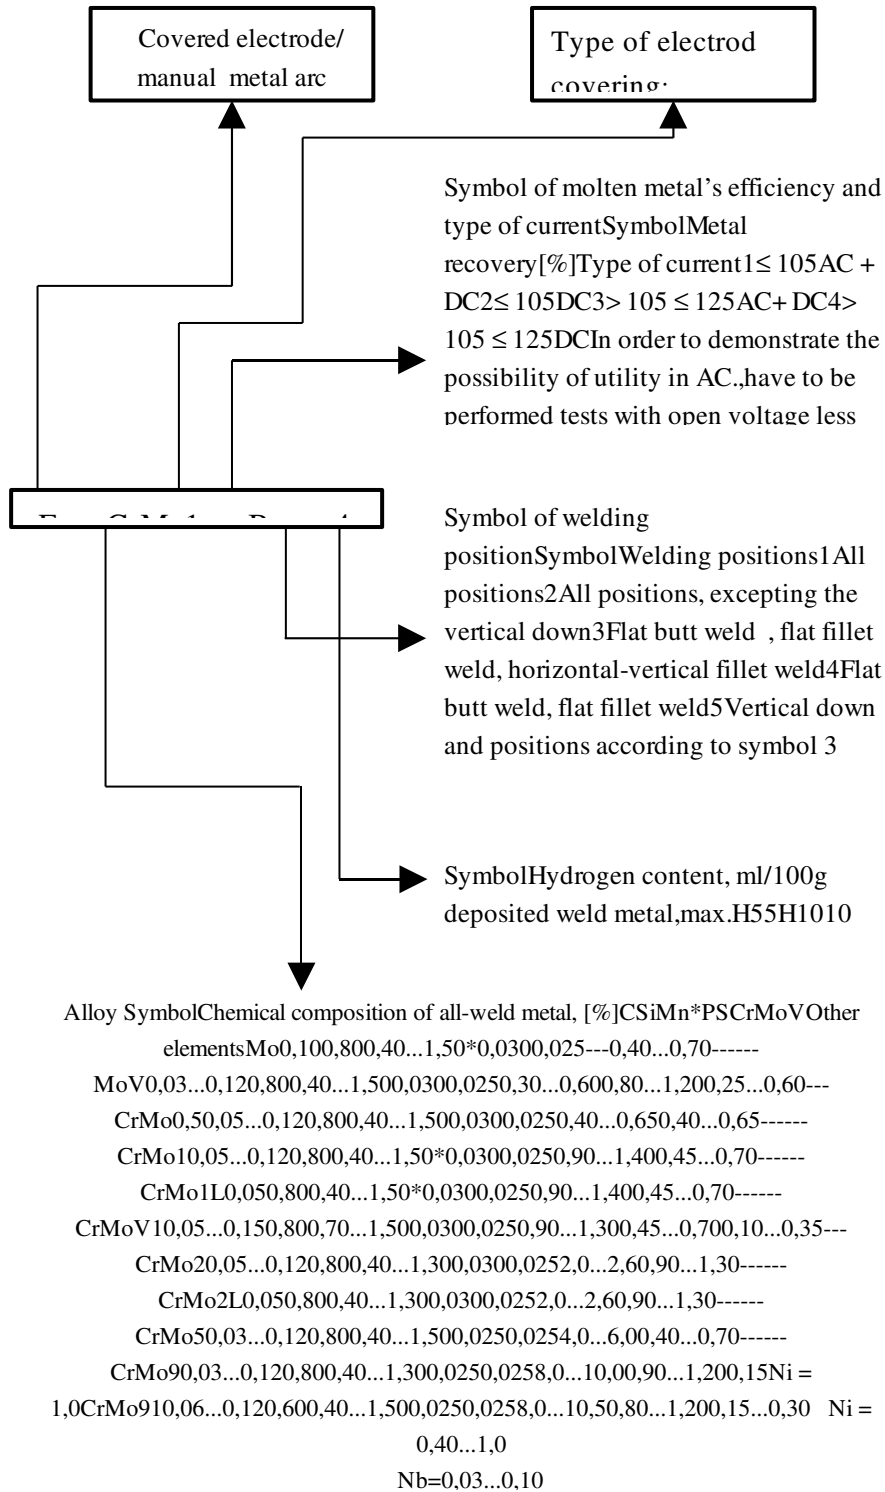 Covered electrode/
manual metal arc
Type of electrod
covering:
Symbol of molten metal's efficiency and
type of currentSymbolMetal
recovery[%]Type of current1≤ 105AC +
DC2≤ 105DC3> 105 ≤ 125AC+ DC4>
105 ≤ 125DCIn order to demonstrate the
possibility of utility in AC.,have to be
performed tests with open voltage less
Symbol of welding
positionSymbolWelding positions1All
positions2All positions, excepting the
vertical down3Flat butt weld , flat fillet
weld, horizontal-vertical fillet weld4Flat
butt weld, flat fillet weld5Vertical down
and positions according to symbol 3
SymbolHydrogen content, ml/100g
deposited weld metal,max.H55H1010
Alloy SymbolChemical composition of all-weld metal, [%]CSiMn*PSCrMoVOther
elementsMo0,100,800,40...1,50*0,0300,025---0,40...0,70------
MoV0,03...0,120,800,40...1,500,0300,0250,30...0,600,80...1,200,25...0,60---
CrMo0,50,05...0,120,800,40...1,500,0300,0250,40...0,650,40...0,65------
CrMo10,05...0,120,800,40...1,50*0,0300,0250,90...1,400,45...0,70------
CrMo1L0,050,800,40...1,50*0,0300,0250,90...1,400,45...0,70------
CrMoV10,05...0,150,800,70...1,500,0300,0250,90...1,300,45...0,700,10...0,35---
CrMo20,05...0,120,800,40...1,300,0300,0252,0...2,60,90...1,30------
CrMo2L0,050,800,40...1,300,0300,0252,0...2,60,90...1,30------
CrMo50,03...0,120,800,40...1,500,0250,0254,0...6,00,40...0,70------
CrMo90,03...0,120,800,40...1,300,0250,0258,0...10,00,90...1,200,15Ni =
1,0CrMo910,06...0,120,600,40...1,500,0250,0258,0...10,50,80...1,200,15...0,30 Ni =
0,40...1,0
Nb=0,03...0,10